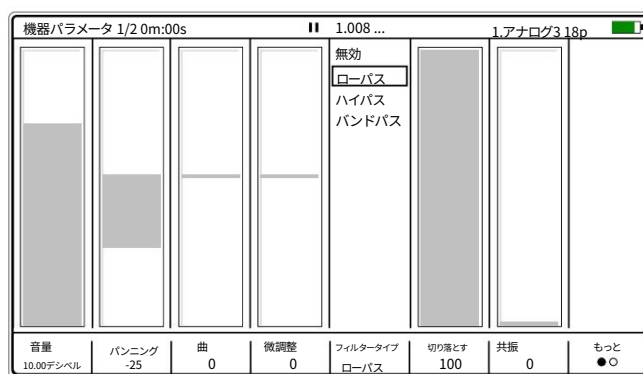 機器パラメータ 1/2 0m:00s
1.008 ...
1.アナログ3 18p
無効
ローパス
ハイパス
バンドパス
音量
10.00デシベル
パンニング
-25
曲
0
微調整
0
フィルタータイプ
ローパス
切り落とす
100
共振
0
もっと